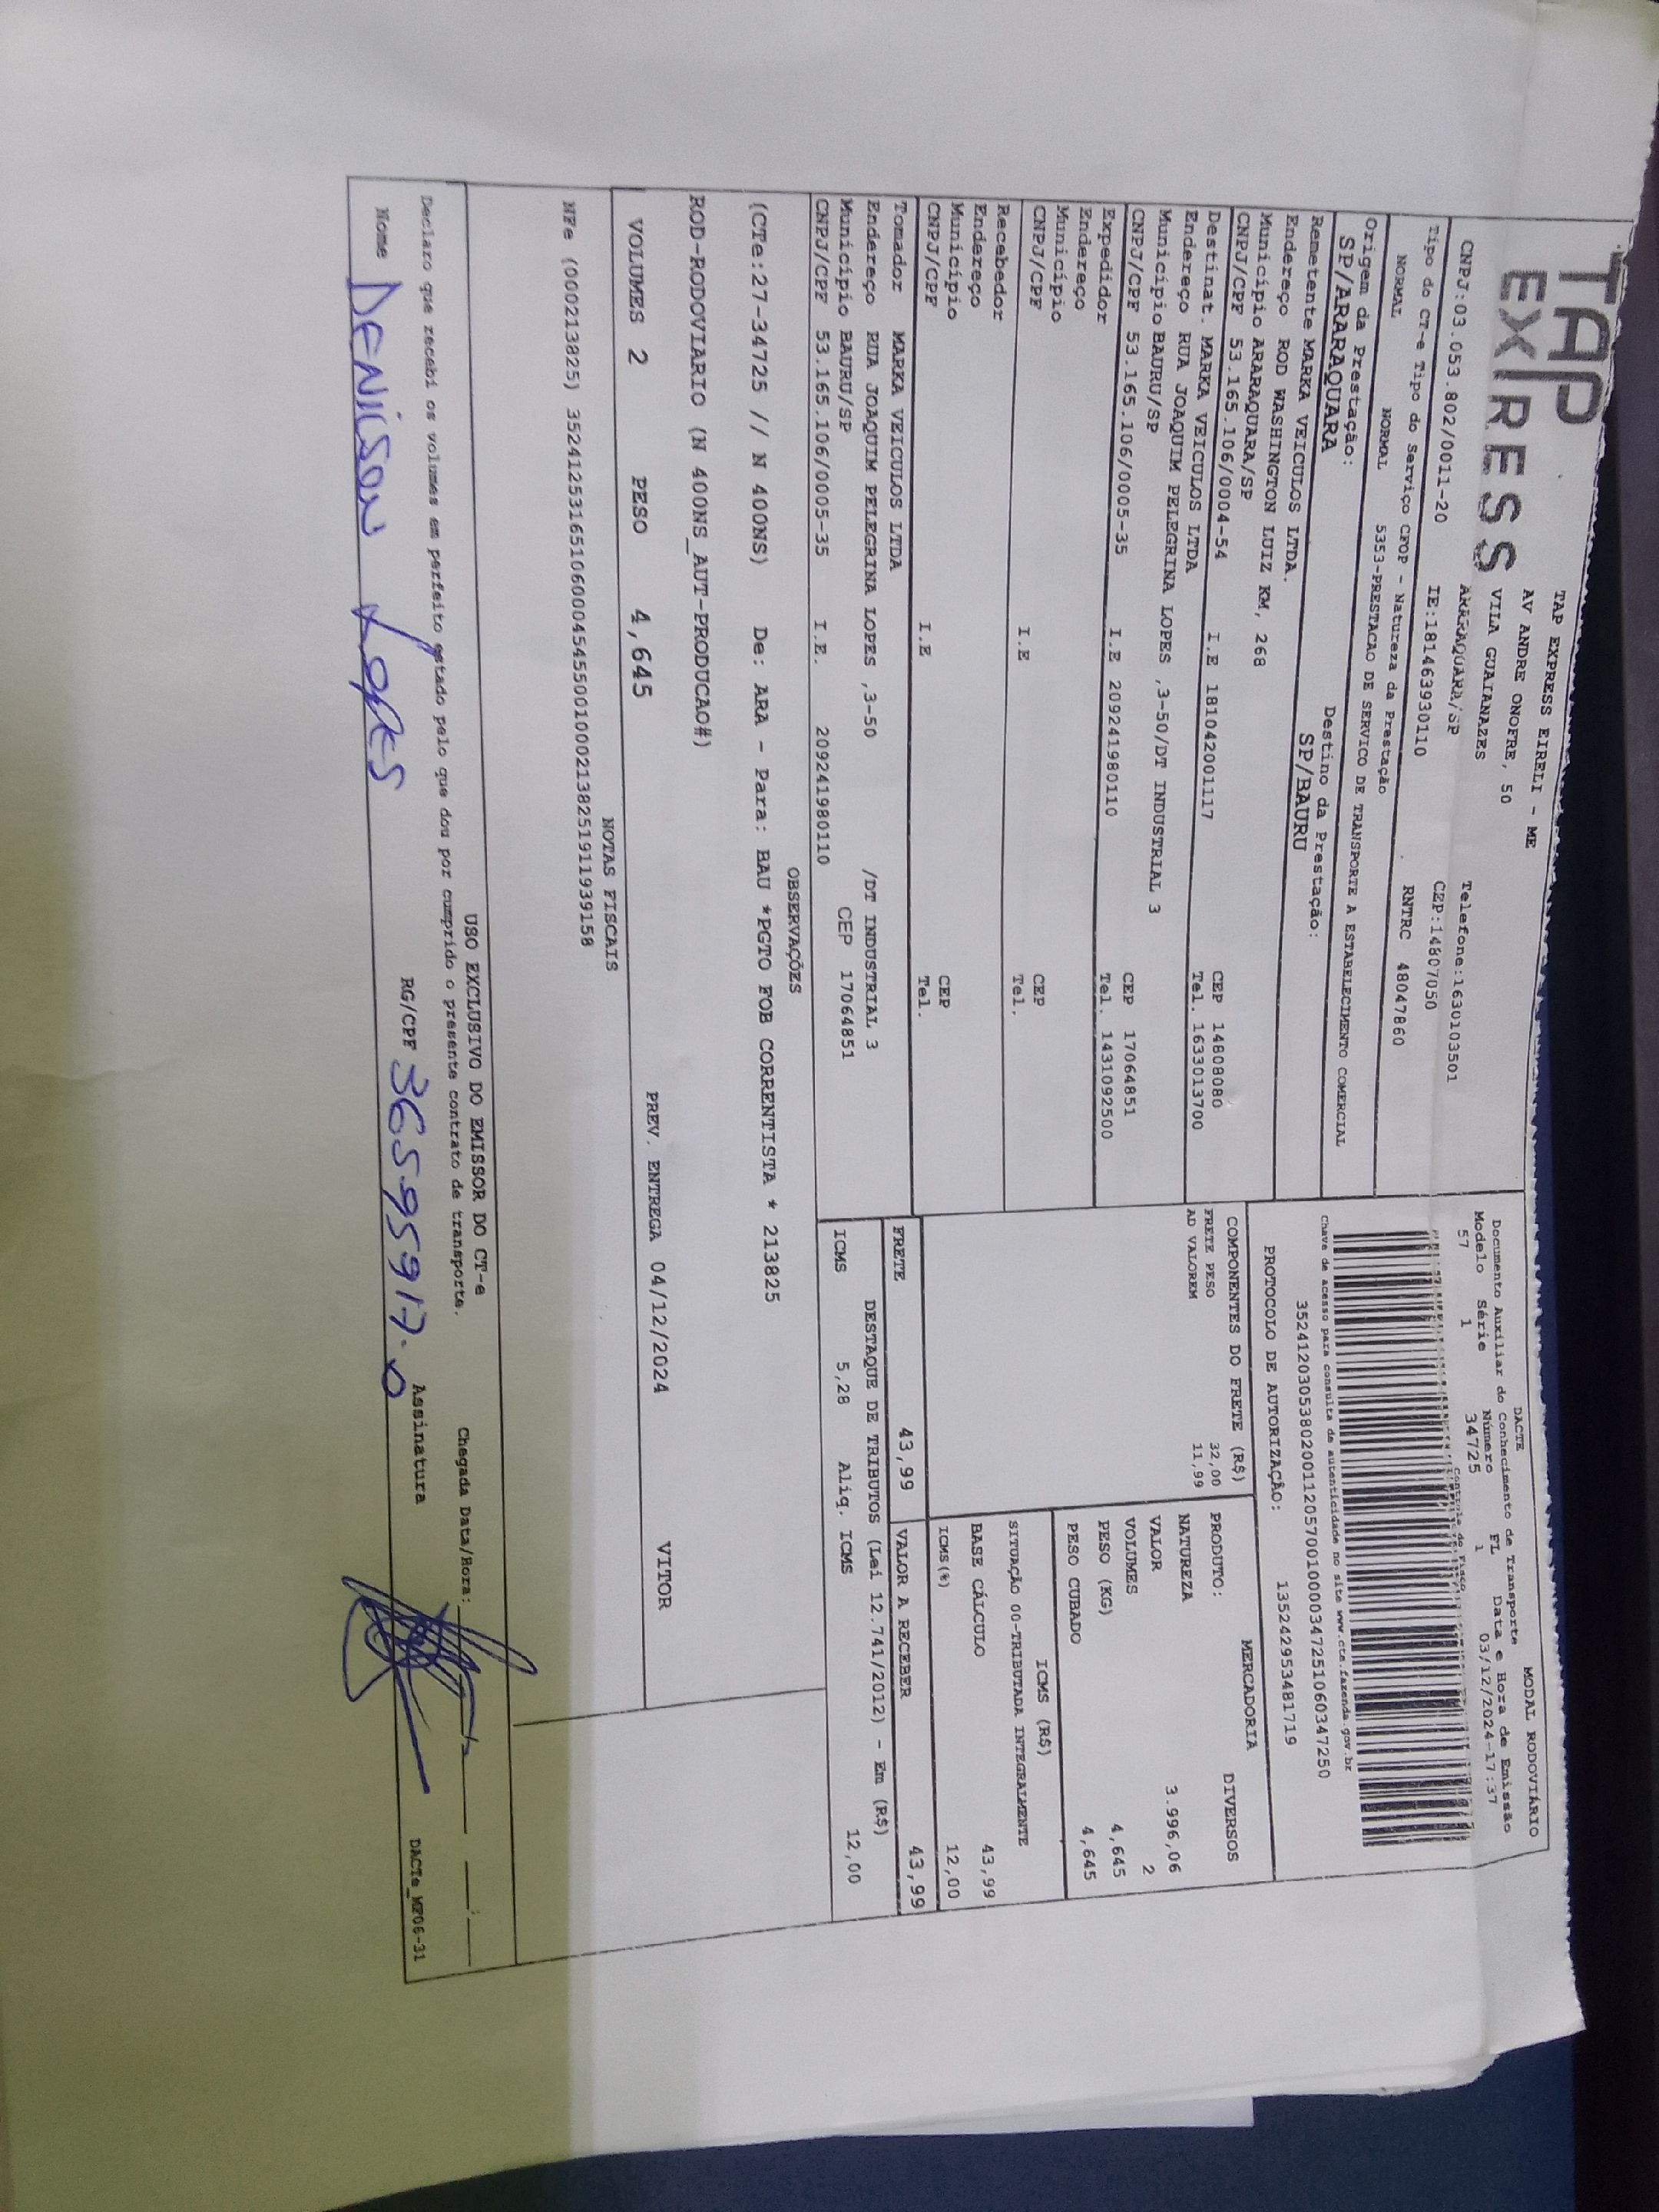 TAP
EXPRESS
TAP EXPRESS EIRELI - ME
AV ANDRE ONOFRE, 50
VILA GUAIANAZES
ARARAQUARA/SP
Telefone:1630103501
CNPJ:03.053.802/0011-20
IE:181463930110
CEP:14807050
Tipo do CT-e Tipo do Serviço CFOP - Natureza da Prestação
RNTRC 48047860
NORMAL NORMAL 5353-PRESTACAO DE SERVICO DE TRANSPORTE A ESTABELECIMENTO COMERCIAL
Origem da Prestação:
SP/ARARAQUARA
Destino da Prestação:
SP/BAURU
MODAL RODOVIÁRIO
DACTE
Documento Auxiliar do Conhecimento de Transporte
Modelo Série Número FL Data e Hora de Emissão
57 1 34725 1 03/12/2024-17:37
Controle do Fisco
Chave de acesso para consulta de autenticidade no site www.cte.fazenda.gov.br
35241203053802001120570010000347251060347250
PROTOCOLO DE AUTORIZAÇÃO: 135242953481719
Remetente MARKA VEICULOS LTDA.
Endereço ROD WASHINGTON LUIZ KM, 268
Município ARARAQUARA/SP CEP 14808080
CNPJ/CPF 53.165.106/0004-54 I.E 181042001117 Tel. 1633013700
Destinat. MARKA VEICULOS LTDA
Endereço RUA JOAQUIM PELEGRINA LOPES ,3-50/DT INDUSTRIAL 3
Município BAURU/SP CEP 17064851
CNPJ/CPF 53.165.106/0005-35 I.E 209241980110 Tel. 1431092500
Expedidor
Endereço
Município CEP
CNPJ/CPF I.E Tel.
Recebedor
Endereço
Município CEP
CNPJ/CPF I.E Tel.
Tomador MARKA VEICULOS LTDA
Endereço RUA JOAQUIM PELEGRINA LOPES ,3-50 /DT INDUSTRIAL 3
Município BAURU/SP CEP 17064851
CNPJ/CPF 53.165.106/0005-35 I.E. 209241980110
COMPONENTES DO FRETE (R$)
FRETE PESO 32,00
AD VALOREM 11,99
MERCADORIA
PRODUTO: DIVERSOS
NATUREZA
VALOR 3.996,06
VOLUMES 2
PESO (KG) 4,645
PESO CUBADO 4,645
ICMS (R$)
SITUAÇÃO 00-TRIBUTADA INTEGRALMENTE
BASE CÁLCULO 43,99
ICMS(%) 12,00
FRETE 43,99 VALOR A RECEBER 43,99
DESTAQUE DE TRIBUTOS (Lei 12.741/2012) - Em (R$)
ICMS 5,28 Aliq. ICMS 12,00
OBSERVAÇÕES
(CTe:27-34725 // N 400NS) De: ARA - Para: BAU *PGTO FOB CORRENTISTA * 213825
ROD-RODOVIARIO (N 400NS_AUT-PRODUCAO#)
VOLUMES 2 PESO 4,645 PREV. ENTREGA 04/12/2024 VITOR
NOTAS FISCAIS
NFe (000213825) 35241253165106000454550010002138251911939158
USO EXCLUSIVO DO EMISSOR DO CT-e
Declaro que recebi os volumes em perfeito estado pelo que dou por cumprido o presente contrato de transporte.
Chegada Data/Hora:
Nome DENILSON LOPES RG/CPF 36595917.0 Assinatura
DACTe_MP06-31